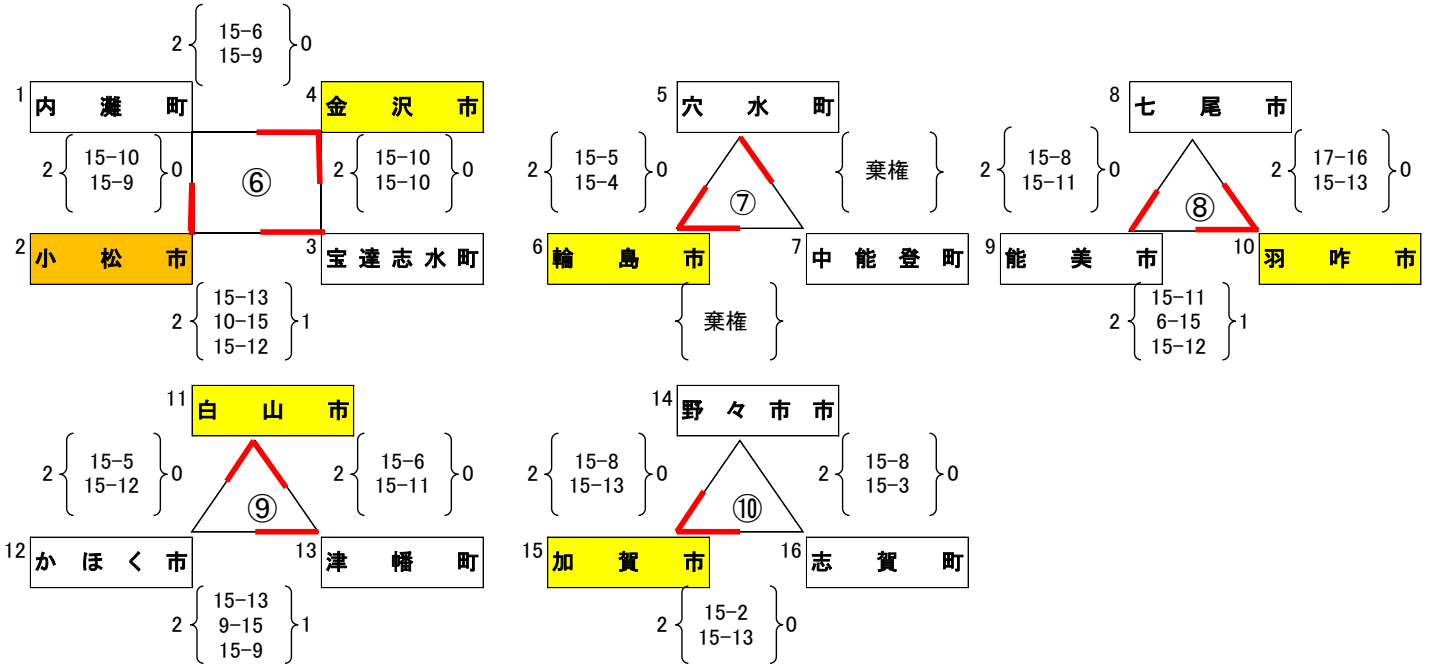 2 15-6 0
15-9
1 内灘町
4 金沢市
2 15-10 0
15-9
⑥
2 15-10 0
15-10
2 小松市
3 宝達志水町
15-13
2 10-15 1
15-12
5 穴水町
2 15-5 0
15-4
⑦
棄権
6 輪島市
7 中能登町
棄権
8 七尾市
2 15-8 0
15-11
⑧
2 17-16 0
15-13
9 能美市
10 羽咋市
15-11
2 6-15 1
15-12
11 白山市
2 15-5 0
15-12
⑨
2 15-6 0
15-11
12 かほく市
13 津幡町
15-13
2 9-15 1
15-9
14 野々市市
2 15-8 0
15-13
⑩
2 15-8 0
15-3
15 加賀市
16 志賀町
2 15-2 0
15-13